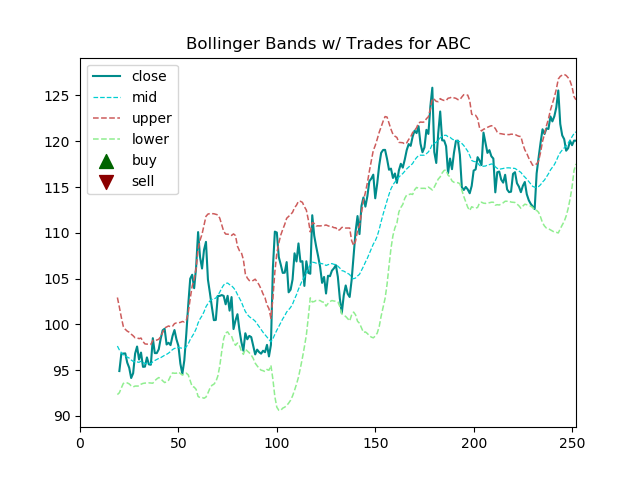 Bollinger Bands w/ Trades for ABC
close
mid
upper
lower
buy
sell
125
120
115
110
105
100
95
90
0 50 100 150 200 250